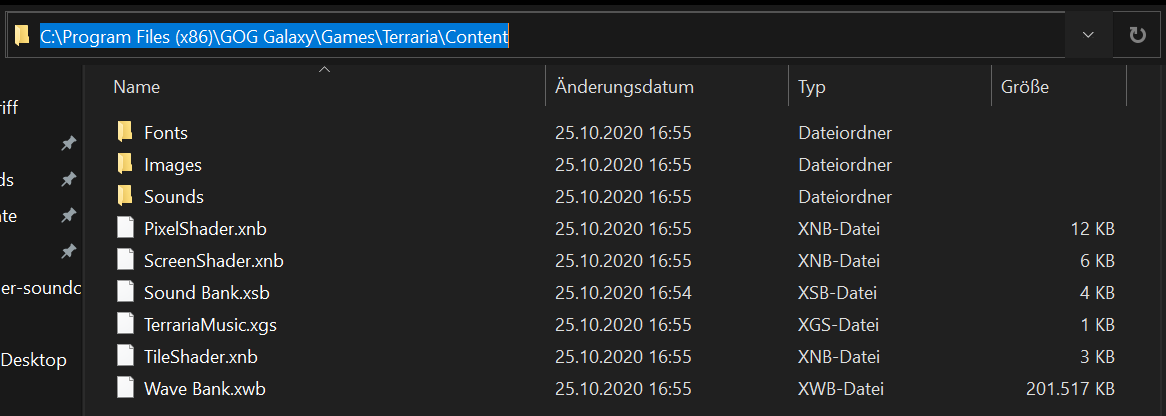 C:\Program Files (x86)\GOG Galaxy\Games\Terraria\Content
Name Änderungsdatum Typ Größe
riff
Fonts 25.10.2020 16:55 Dateiordner
Images 25.10.2020 16:55 Dateiordner
ds Sounds 25.10.2020 16:55 Dateiordner
te PixelShader.xnb 25.10.2020 16:55 XNB-Datei 12 KB
ScreenShader.xnb 25.10.2020 16:55 XNB-Datei 6 KB
er-soundc Sound Bank.xsb 25.10.2020 16:54 XSB-Datei 4 KB
TerrariaMusic.xgs 25.10.2020 16:55 XGS-Datei 1 KB
Desktop TileShader.xnb 25.10.2020 16:55 XNB-Datei 3 KB
Wave Bank.xwb 25.10.2020 16:55 XWB-Datei 201.517 KB